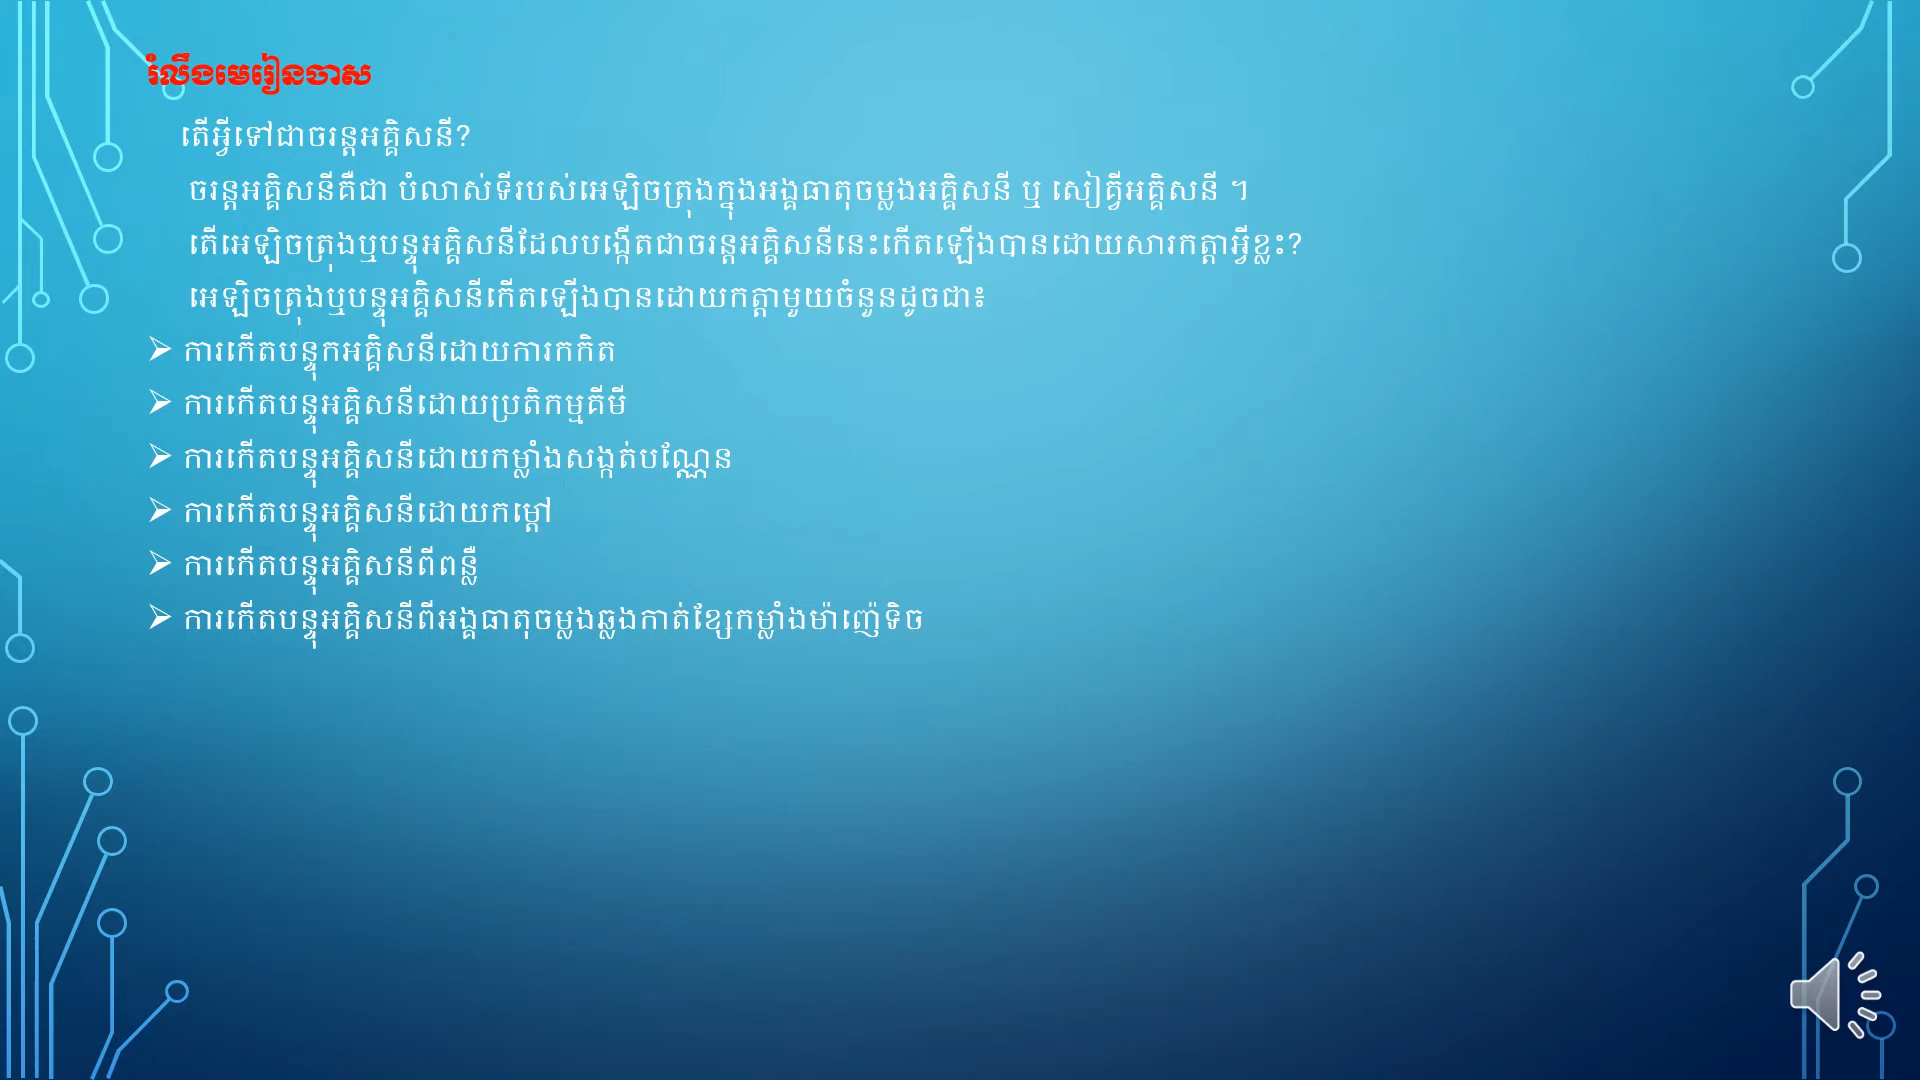 រំលឹងមេរៀនចាស
តើអ្វីទៅជាចរន្តអគ្គិសនី?
ចរន្តអគ្គិសនីគឺជា បំលាស់ទីរបស់អេឡិចត្រុងក្នុងអង្គធាតុចម្លងអគ្គិសនី ឬ សៀគ្វីអគ្គិសនី ។
តើអេឡិចត្រុងឬបន្ទុអគ្គិសនីដែលបង្កើតជាចរន្តអគ្គិសនីនេះកើតឡើងបានដោយសារកត្តាអ្វីខ្លះ?
អេឡិចត្រុងឬបន្ទុអគ្គិសនីកើតឡើងបានដោយកត្តាមួយចំនួនដូចជា៖
➢ ការកើតបន្ទុកអគ្គិសនីដោយការកកិត
➢ ការកើតបន្ទុអគ្គិសនីដោយប្រតិកម្មគីមី
➢ ការកើតបន្ទុអគ្គិសនីដោយកម្លាំងសង្កត់បណ្ណែន
➢ ការកើតបន្ទុអគ្គិសនីដោយកម្តៅ
➢ ការកើតបន្ទុអគ្គិសនីពីពន្លឺ
➢ ការកើតបន្ទុអគ្គិសនីពីអង្គធាតុចម្លងឆ្លងកាត់ខ្សែកម្លាំងម៉ាញ៉េទិច